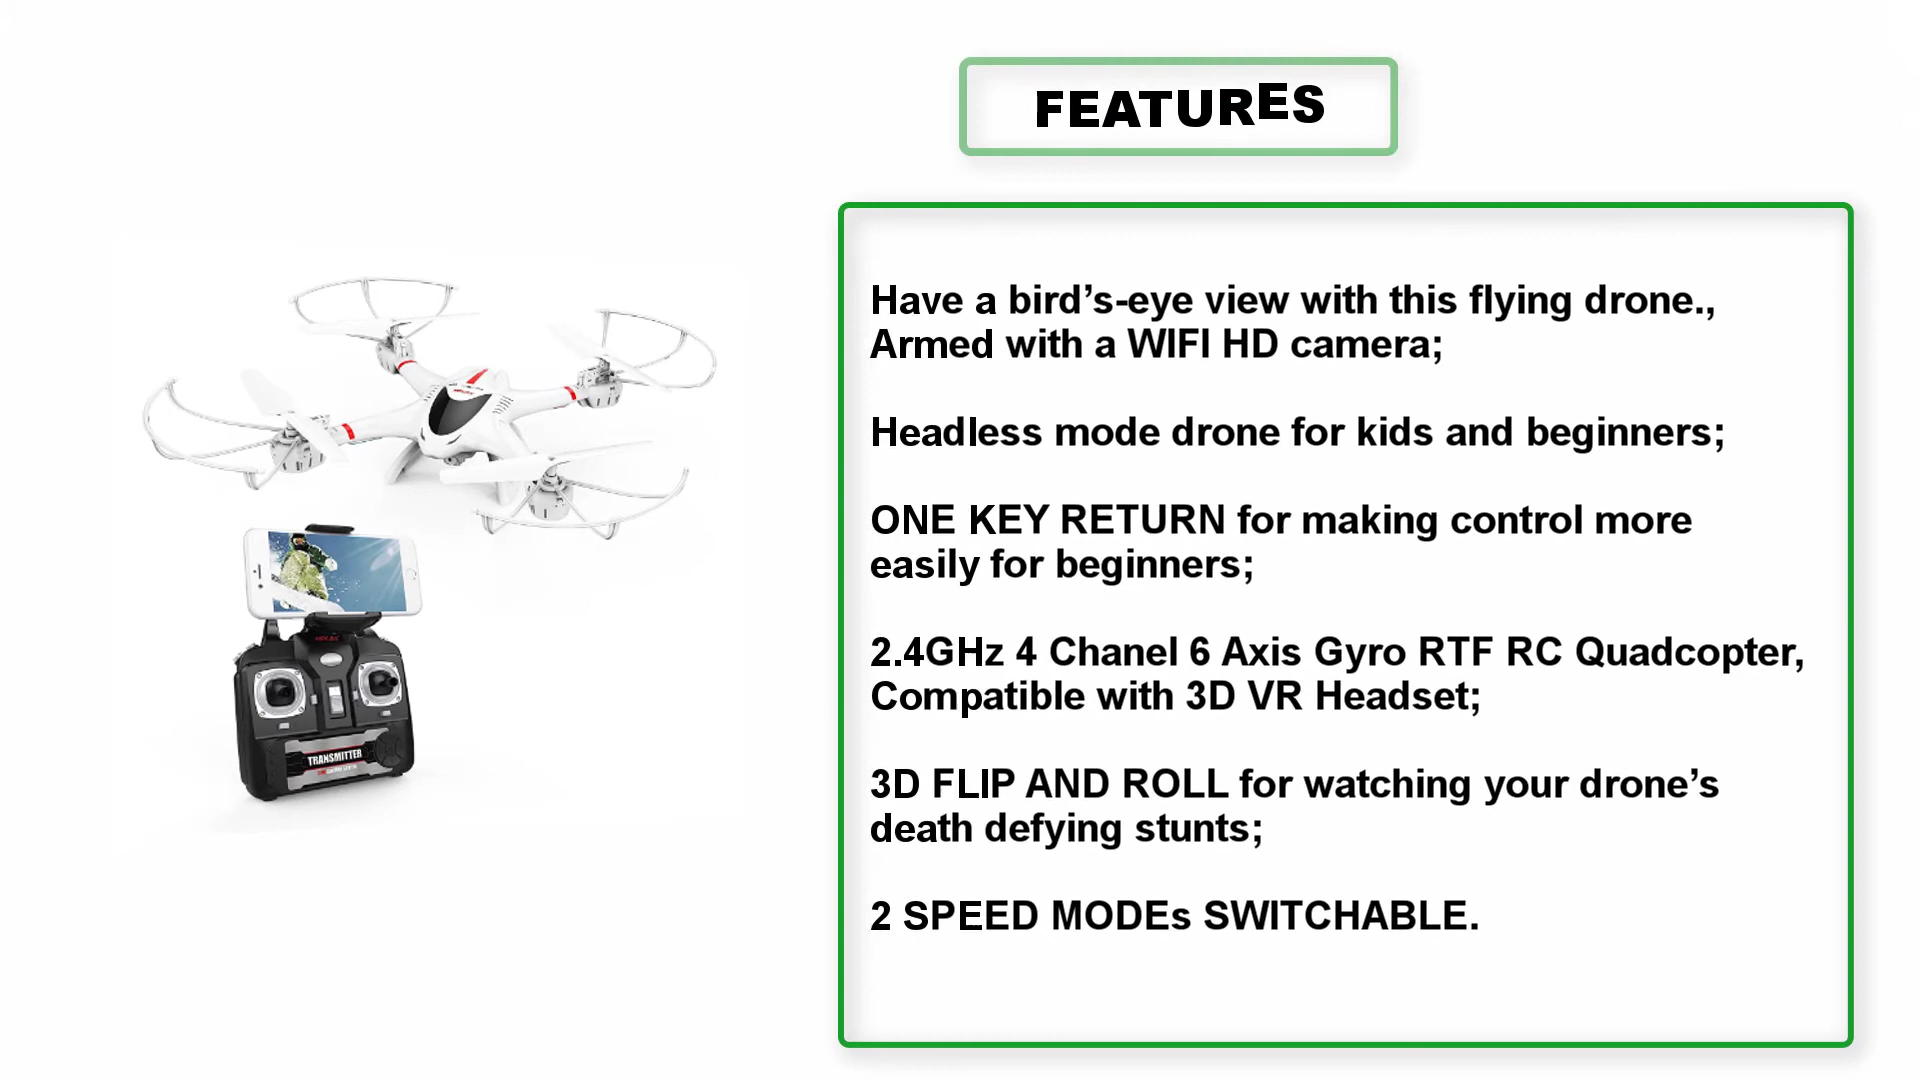 FEATURES
Have a bird’s-eye view with this flying drone.,
Armed with a WIFI HD camera;
Headless mode drone for kids and beginners;
ONE KEY RETURN for making control more
easily for beginners;
2.4GHz 4 Chanel 6 Axis Gyro RTF RC Quadcopter,
Compatible with 3D VR Headset;
3D FLIP AND ROLL for watching your drone’s
death defying stunts;
2 SPEED MODEs SWITCHABLE.
TRANSMITTER